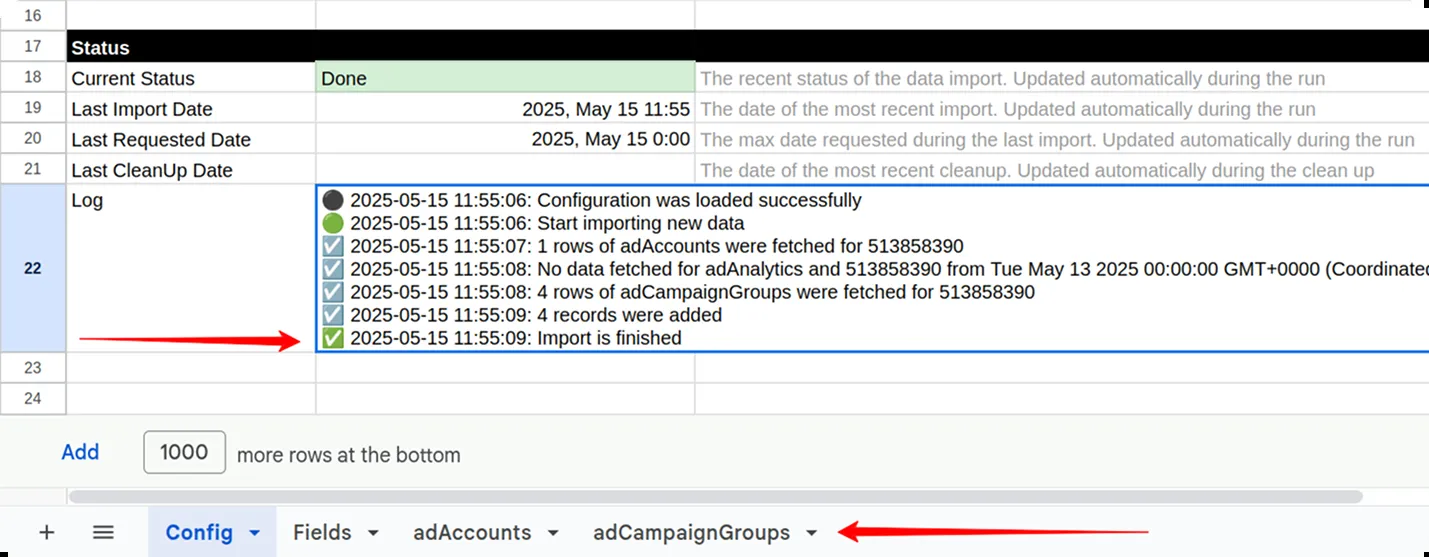 16
17 Status
18 Current Status Done The recent status of the data import. Updated automatically during the run
19 Last Import Date 2025, May 15 11:55 The date of the most recent import. Updated automatically during the run
20 Last Requested Date 2025, May 15 0:00 The max date requested during the last import. Updated automatically during the run
21 Last CleanUp Date The date of the most recent cleanup. Updated automatically during the clean up
22 Log
2025-05-15 11:55:06: Configuration was loaded successfully
2025-05-15 11:55:06: Start importing new data
2025-05-15 11:55:07: 1 rows of adAccounts were fetched for 513858390
2025-05-15 11:55:08: No data fetched for adAnalytics and 513858390 from Tue May 13 2025 00:00:00 GMT+0000 (Coordinated
2025-05-15 11:55:08: 4 rows of adCampaignGroups were fetched for 513858390
2025-05-15 11:55:09: 4 records were added
2025-05-15 11:55:09: Import is finished
23
24
Add 1000 more rows at the bottom
Config Fields adAccounts adCampaignGroups